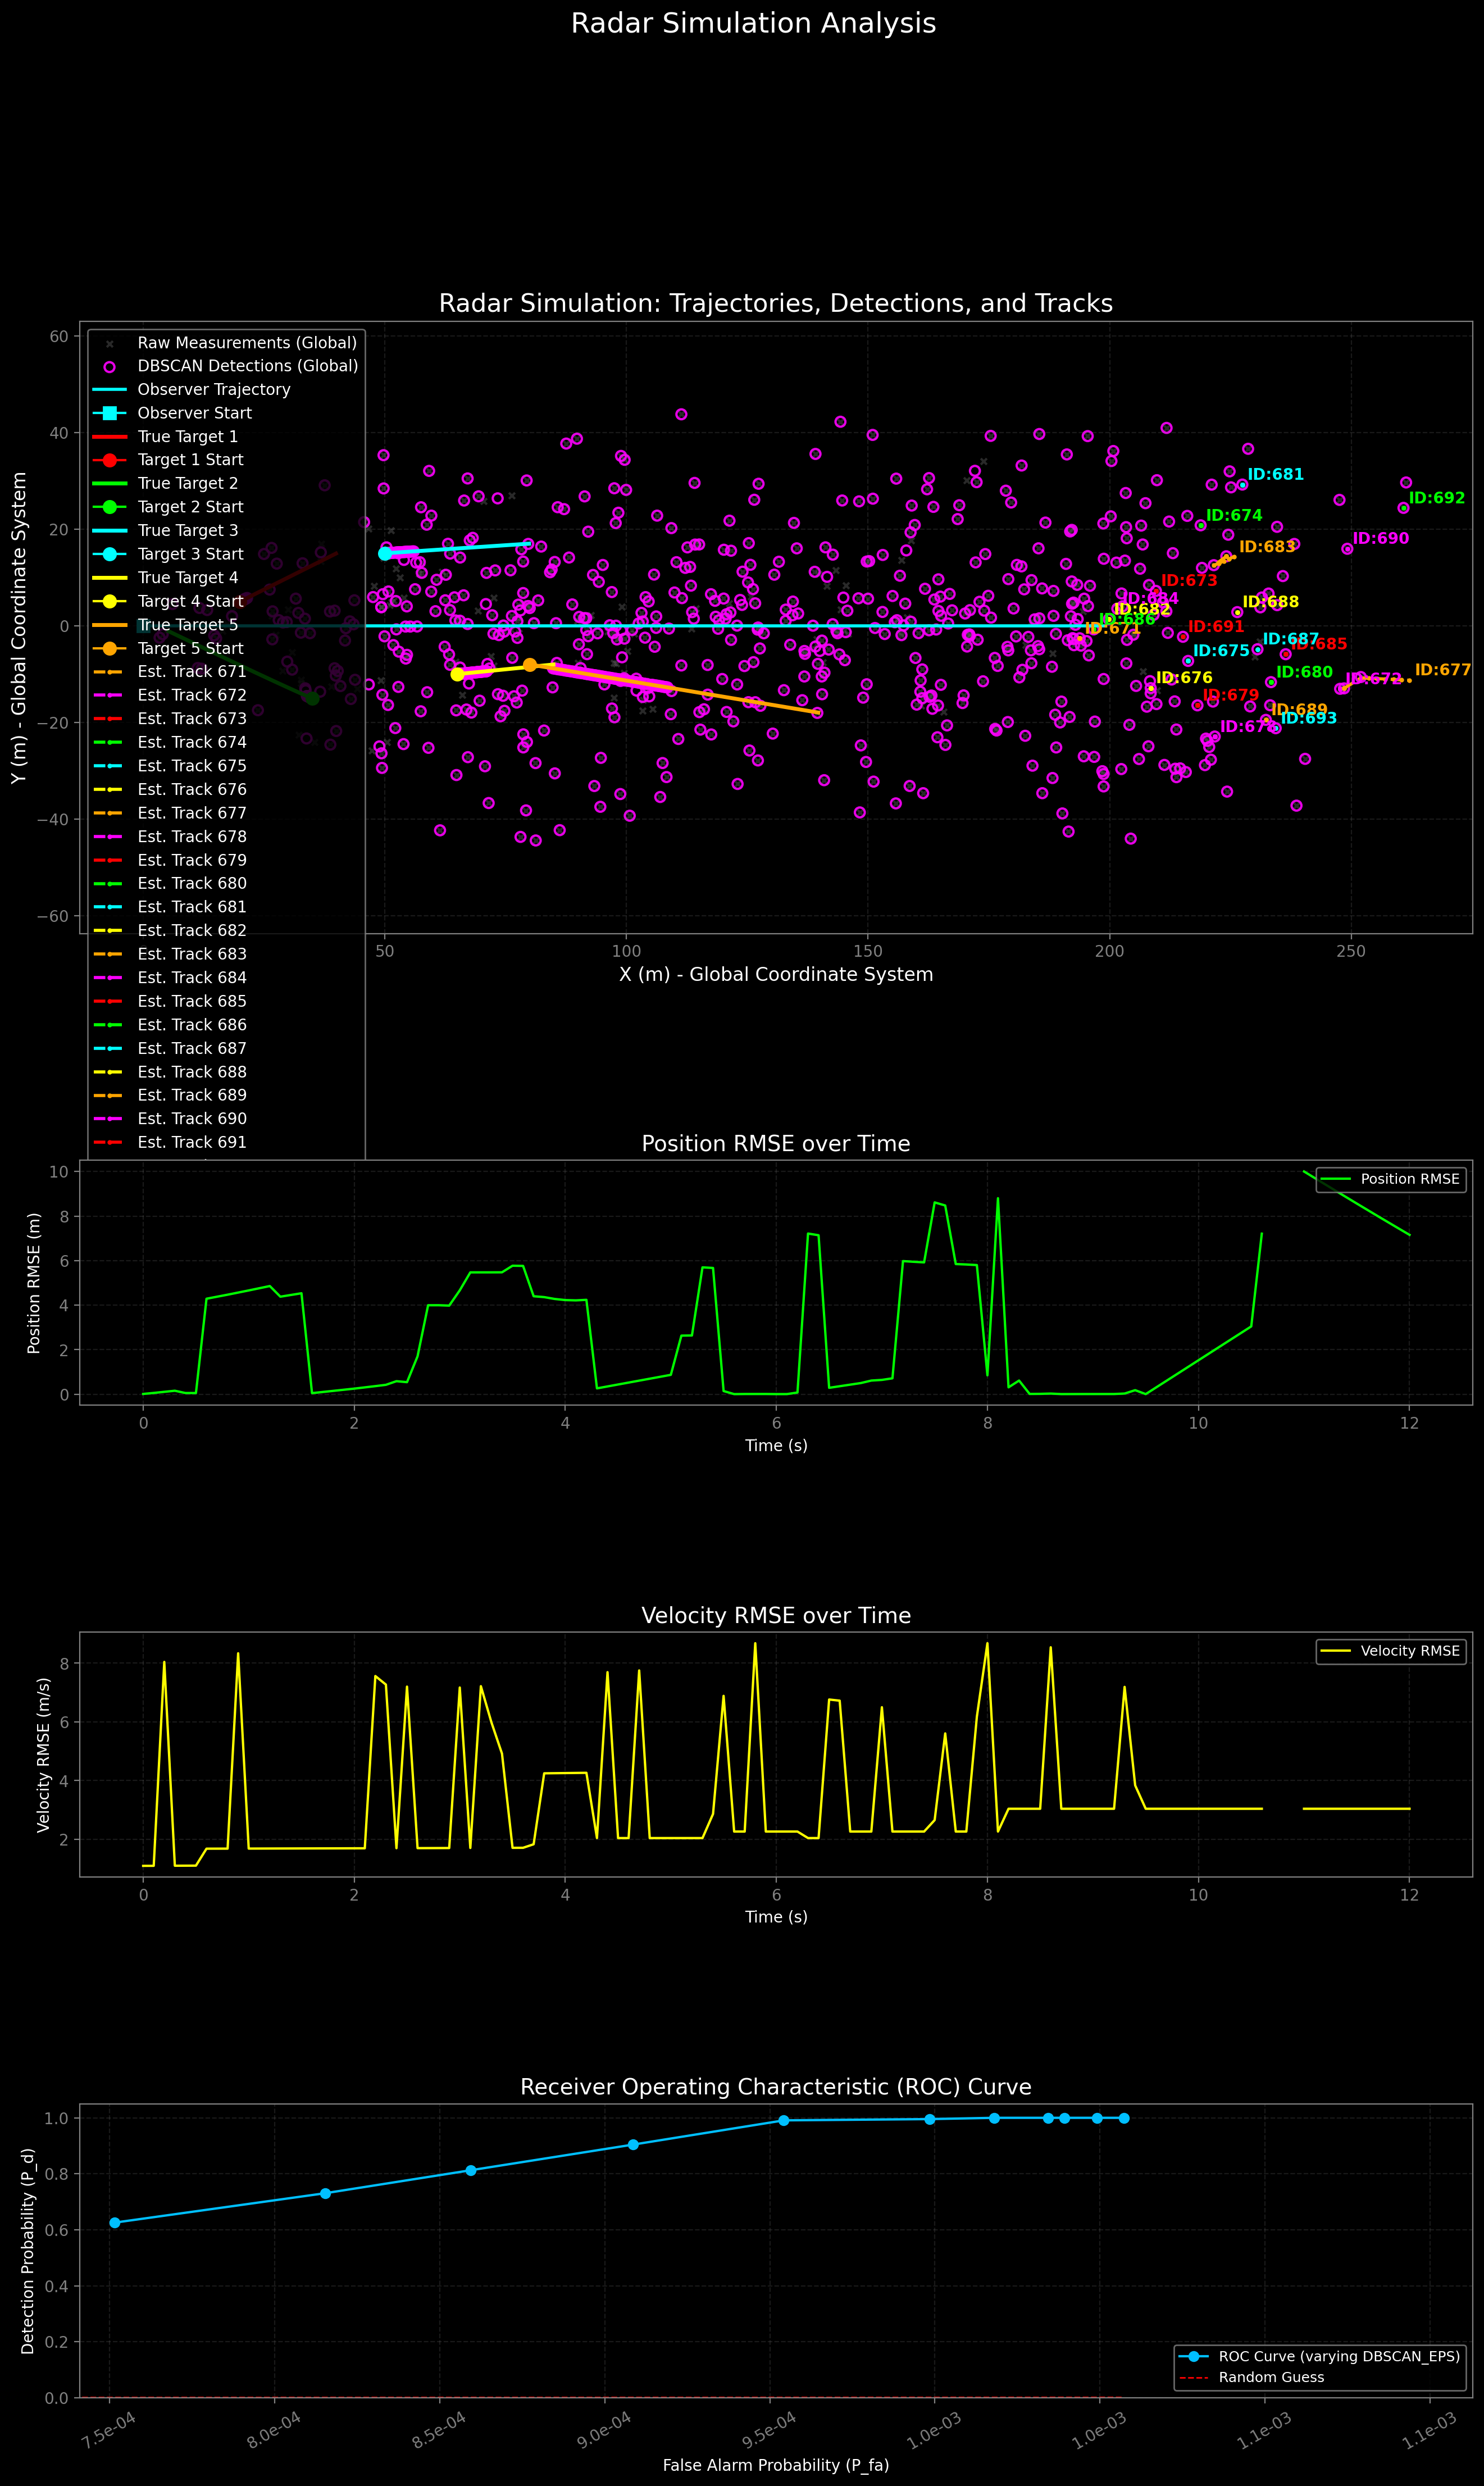 Radar Simulation Analysis
Radar Simulation: Trajectories, Detections, and Tracks
Y (m) - Global Coordinate System
60
40
20
0
−20
−40
−60
Raw Measurements (Global)
DBSCAN Detections (Global)
Observer Trajectory
Observer Start
True Target 1
Target 1 Start
True Target 2
Target 2 Start
True Target 3
Target 3 Start
True Target 4
Target 4 Start
True Target 5
Target 5 Start
Est. Track 671
Est. Track 672
Est. Track 673
Est. Track 674
Est. Track 675
Est. Track 676
Est. Track 677
Est. Track 678
Est. Track 679
Est. Track 680
Est. Track 681
Est. Track 682
Est. Track 683
Est. Track 684
Est. Track 685
Est. Track 686
Est. Track 687
Est. Track 688
Est. Track 689
Est. Track 690
Est. Track 691
ID:681
ID:692
ID:674
ID:683
ID:690
ID:673
ID:684
ID:682
ID:688
ID:686
ID:671
ID:691
ID:687
ID:685
ID:675
ID:676
ID:680
ID:672
ID:677
ID:679
ID:689
ID:693
50 100 150 200 250
X (m) - Global Coordinate System
Position RMSE over Time
Position RMSE (m)
10
8
6
4
2
0
Position RMSE
0 2 4 6 8 10 12
Time (s)
Velocity RMSE over Time
Velocity RMSE (m/s)
8
6
4
2
Velocity RMSE
0 2 4 6 8 10 12
Time (s)
Receiver Operating Characteristic (ROC) Curve
Detection Probability (P_d)
1.0
0.8
0.6
0.4
0.2
0.0
ROC Curve (varying DBSCAN_EPS)
Random Guess
7.5e-04 8.0e-04 8.5e-04 9.0e-04 9.5e-04 1.0e-03 1.0e-03 1.1e-03 1.1e-03
False Alarm Probability (P_fa)